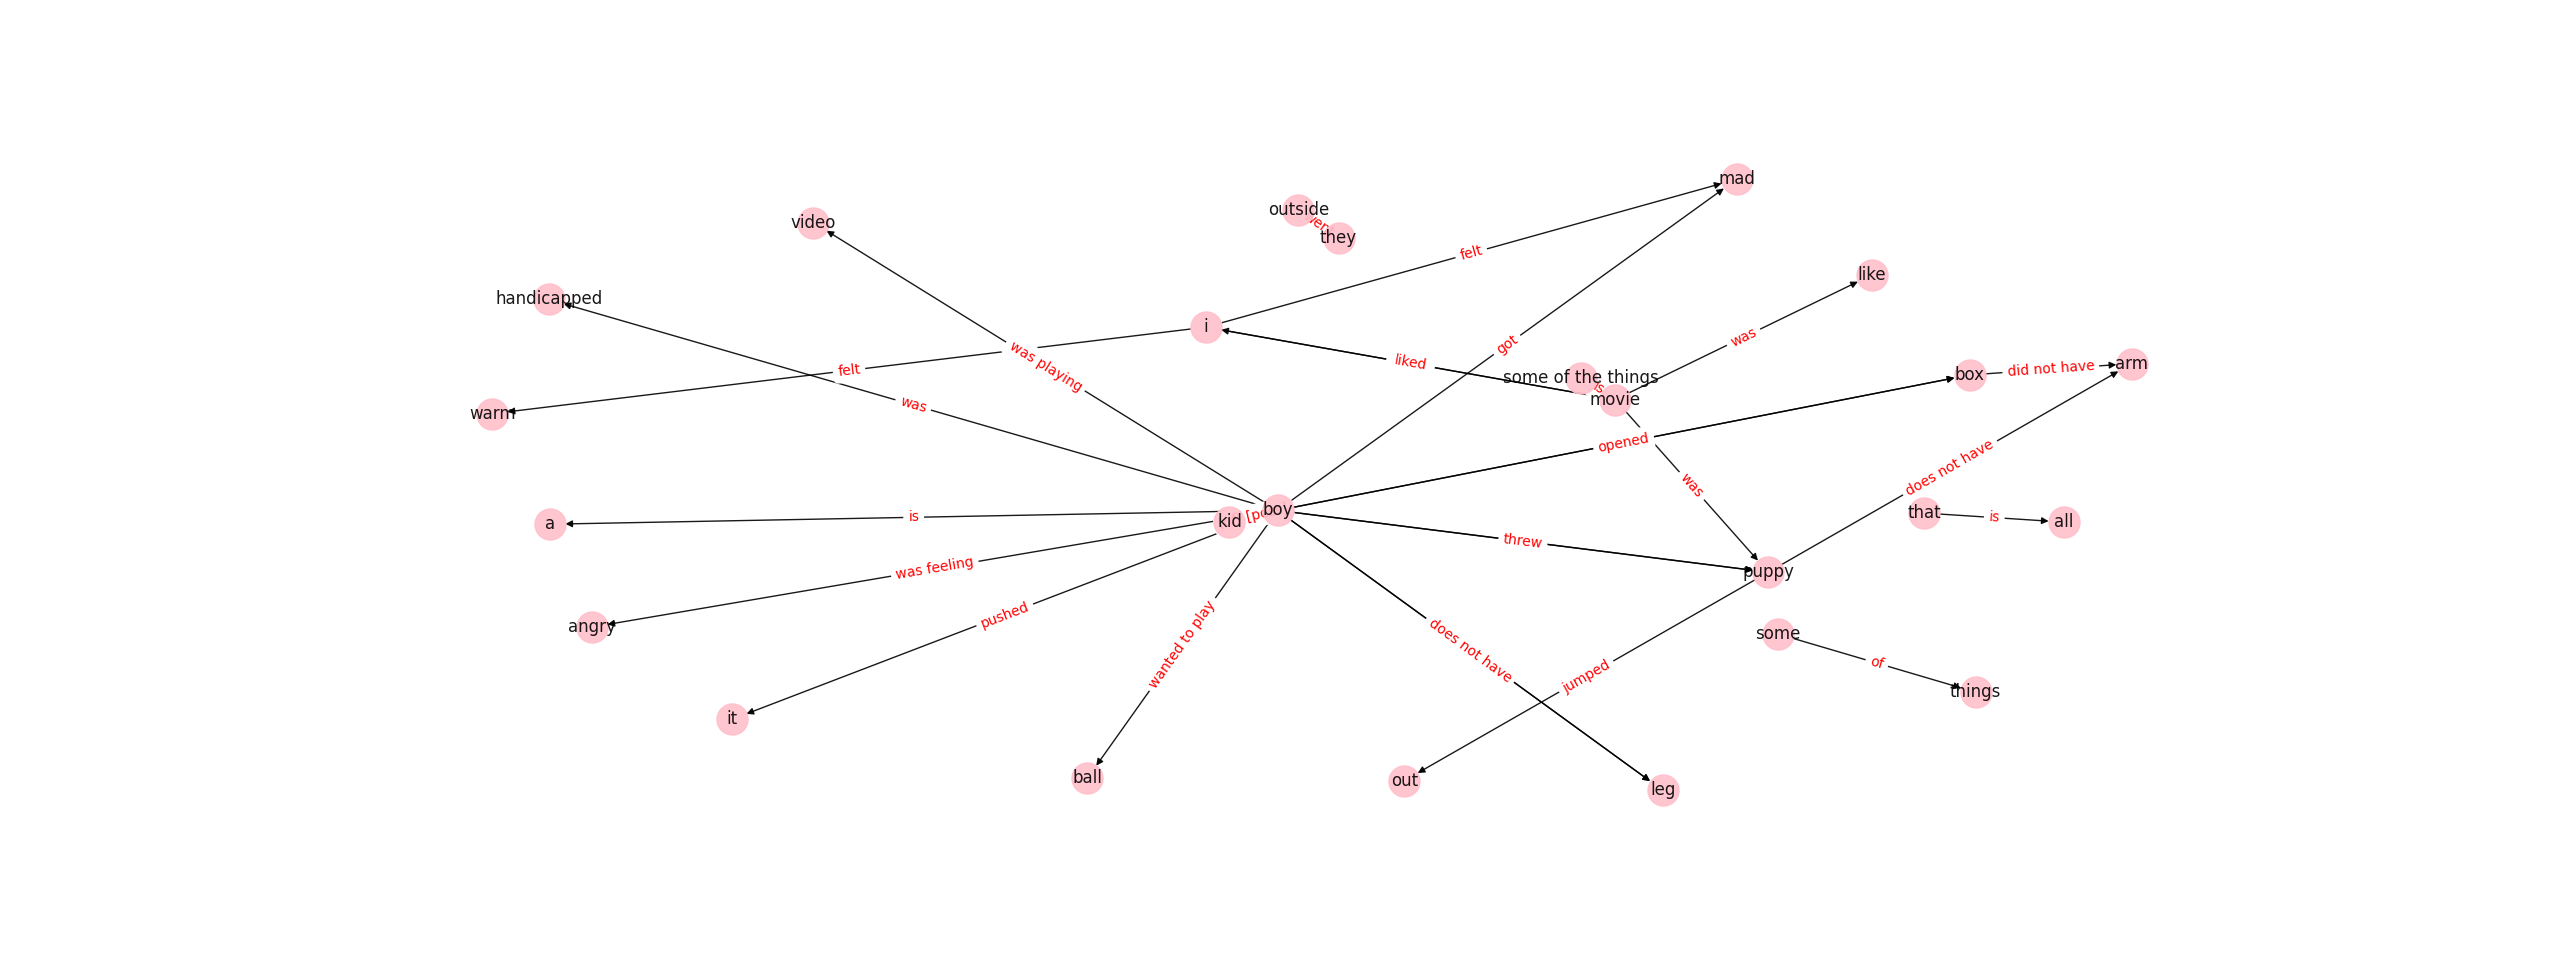 mad
outside
they
video
felt
like
handicapped
i
was
got
was playing
liked
box
did not have
arm
felt
some of the things
is
movie
warm
was
opened
does not have
was
boy
kid
that
is
all
a
is
threw
was feeling
puppy
angry
pushed
wanted to play
does not have
some
of
jumped
things
it
ball
out
leg